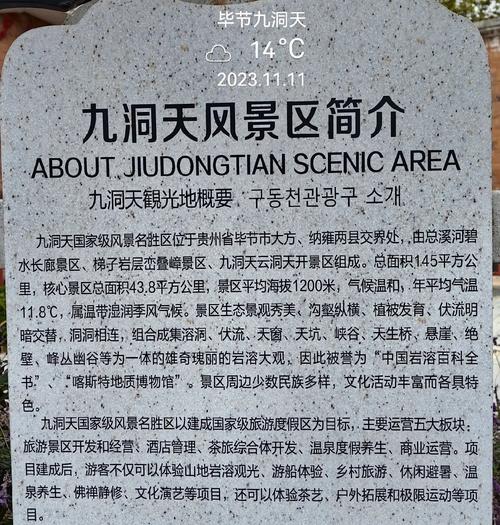 毕节九洞天
14°C
2023.11.11
九洞天风景区简介
ABOUT JIUDONGTIAN SCENIC AREA
九洞天観光地概要 구동천관광구 소개
九洞天国家级风景名胜区位于贵州省毕节市大方、纳雍两县交界处，由总溪河碧
水长廊景区、梯子岩层峦叠嶂景区、九洞天云洞天开景区组成。总面积145平方公
里，核心景区总面积43.8平方公里，景区平均海拔1200米，气候温和，年平均气温
11.8℃，属温带湿润季风气候。景区生态景观秀美、沟壑纵横、植被发育、伏流明
暗交替，洞洞相连，组合成集溶洞、伏流、天窗、天坑、峡谷、天生桥、悬崖、绝
壁、峰丛幽谷等为一体的雄奇瑰丽的岩溶大观，因此被誉为“中国岩溶百科全
书”、“喀斯特地质博物馆”。景区周边少数民族多样，文化活动丰富而各具特
色。
九洞天国家级风景名胜区以建成国家级旅游度假区为目标，主要运营五大板块：
旅游景区开发和经营、酒店管理、茶旅综合体开发、温泉度假养生、商业运营。项
目建成后，游客不仅可以体验山地岩溶观光、游船体验、乡村旅游、休闲避暑、温
泉养生、佛禅静修、文化演艺等项目，还可以体验茶艺、户外拓展和极限运动等项
目。